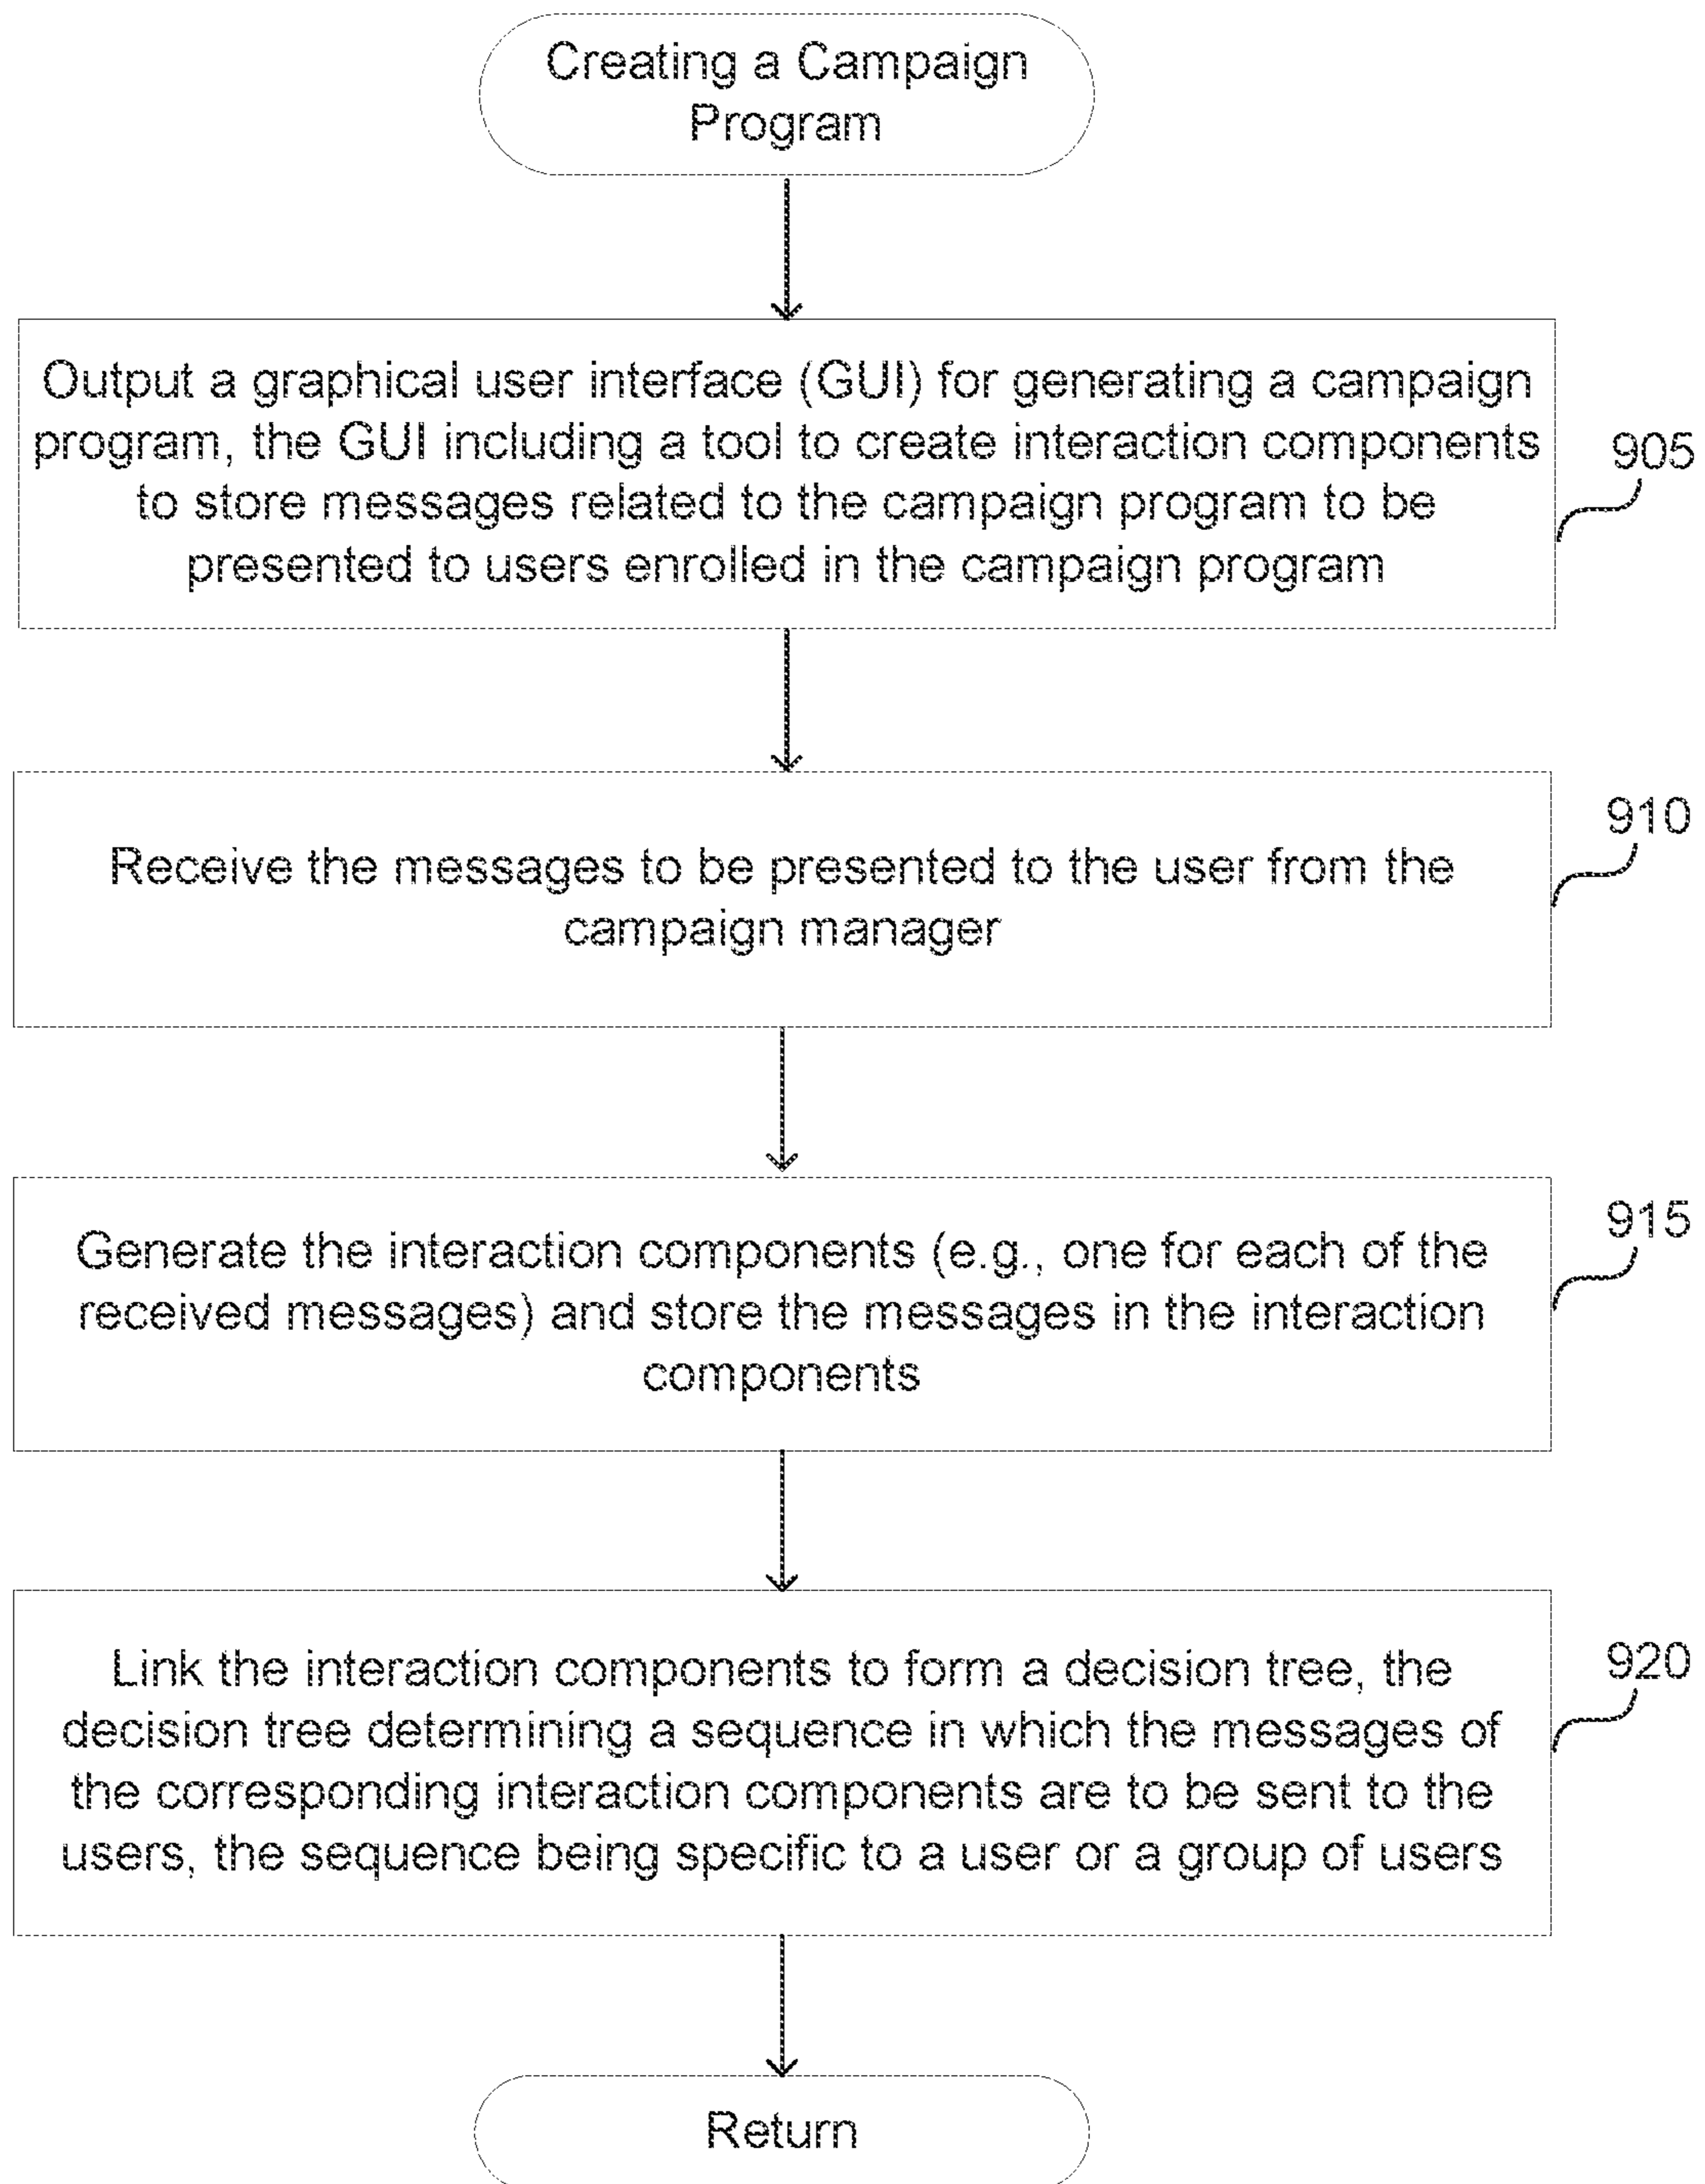 Creating a Campaign
Program
Output a graphical user interface (GUI) for generating a campaign
program, the GUI including a tool to create interaction components
to store messages related to the campaign program to be
presented to users enrolled in the campaign program
905
Receive the messages to be presented to the user from the
campaign manager
910
Generate the interaction components (e.g., one for each of the
received messages) and store the messages in the interaction
components
915
Link the interaction components to form a decision tree, the
decision tree determining a sequence in which the messages of
the corresponding interaction components are to be sent to the
users, the sequence being specific to a user or a group of users
920
Return